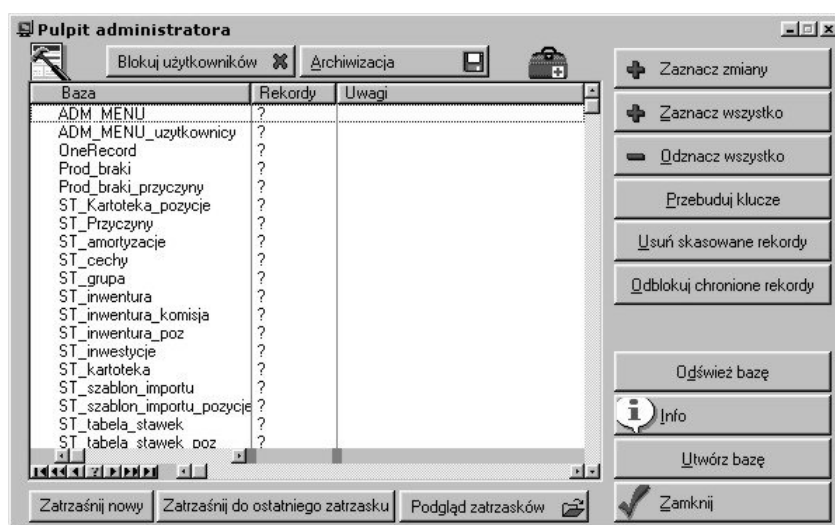 Pulpit administratora
Blokuj użytkowników
Archiwizacja
Baza Rekordy Uwagi
ADM_MENU ?
ADM_MENU_uzytkownicy ?
OneRecord ?
Prod_braki ?
Prod_braki_przyczyny ?
ST_Kartoteka_pozycje ?
ST_Przyczyny ?
ST_amortyzacje ?
ST_cechy ?
ST_grupa ?
ST_inwentura ?
ST_inwentura_komisja ?
ST_inwentura_poz ?
ST_inwestycje ?
ST_kartoteka ?
ST_szablon_importu ?
ST_szablon_importu_pozycje ?
ST_tabela_stawek ?
ST_tabela_stawek_poz ?
?
Zatrzaśnij nowy
Zatrzaśnij do ostatniego zatrzasku
Podgląd zatrzasków
Zaznacz zmiany
Zaznacz wszystko
Odznacz wszystko
Przebuduj klucze
Usuń skasowane rekordy
Odblokuj chronione rekordy
Odśwież bazę
i Info
Utwórz bazę
Zamknij